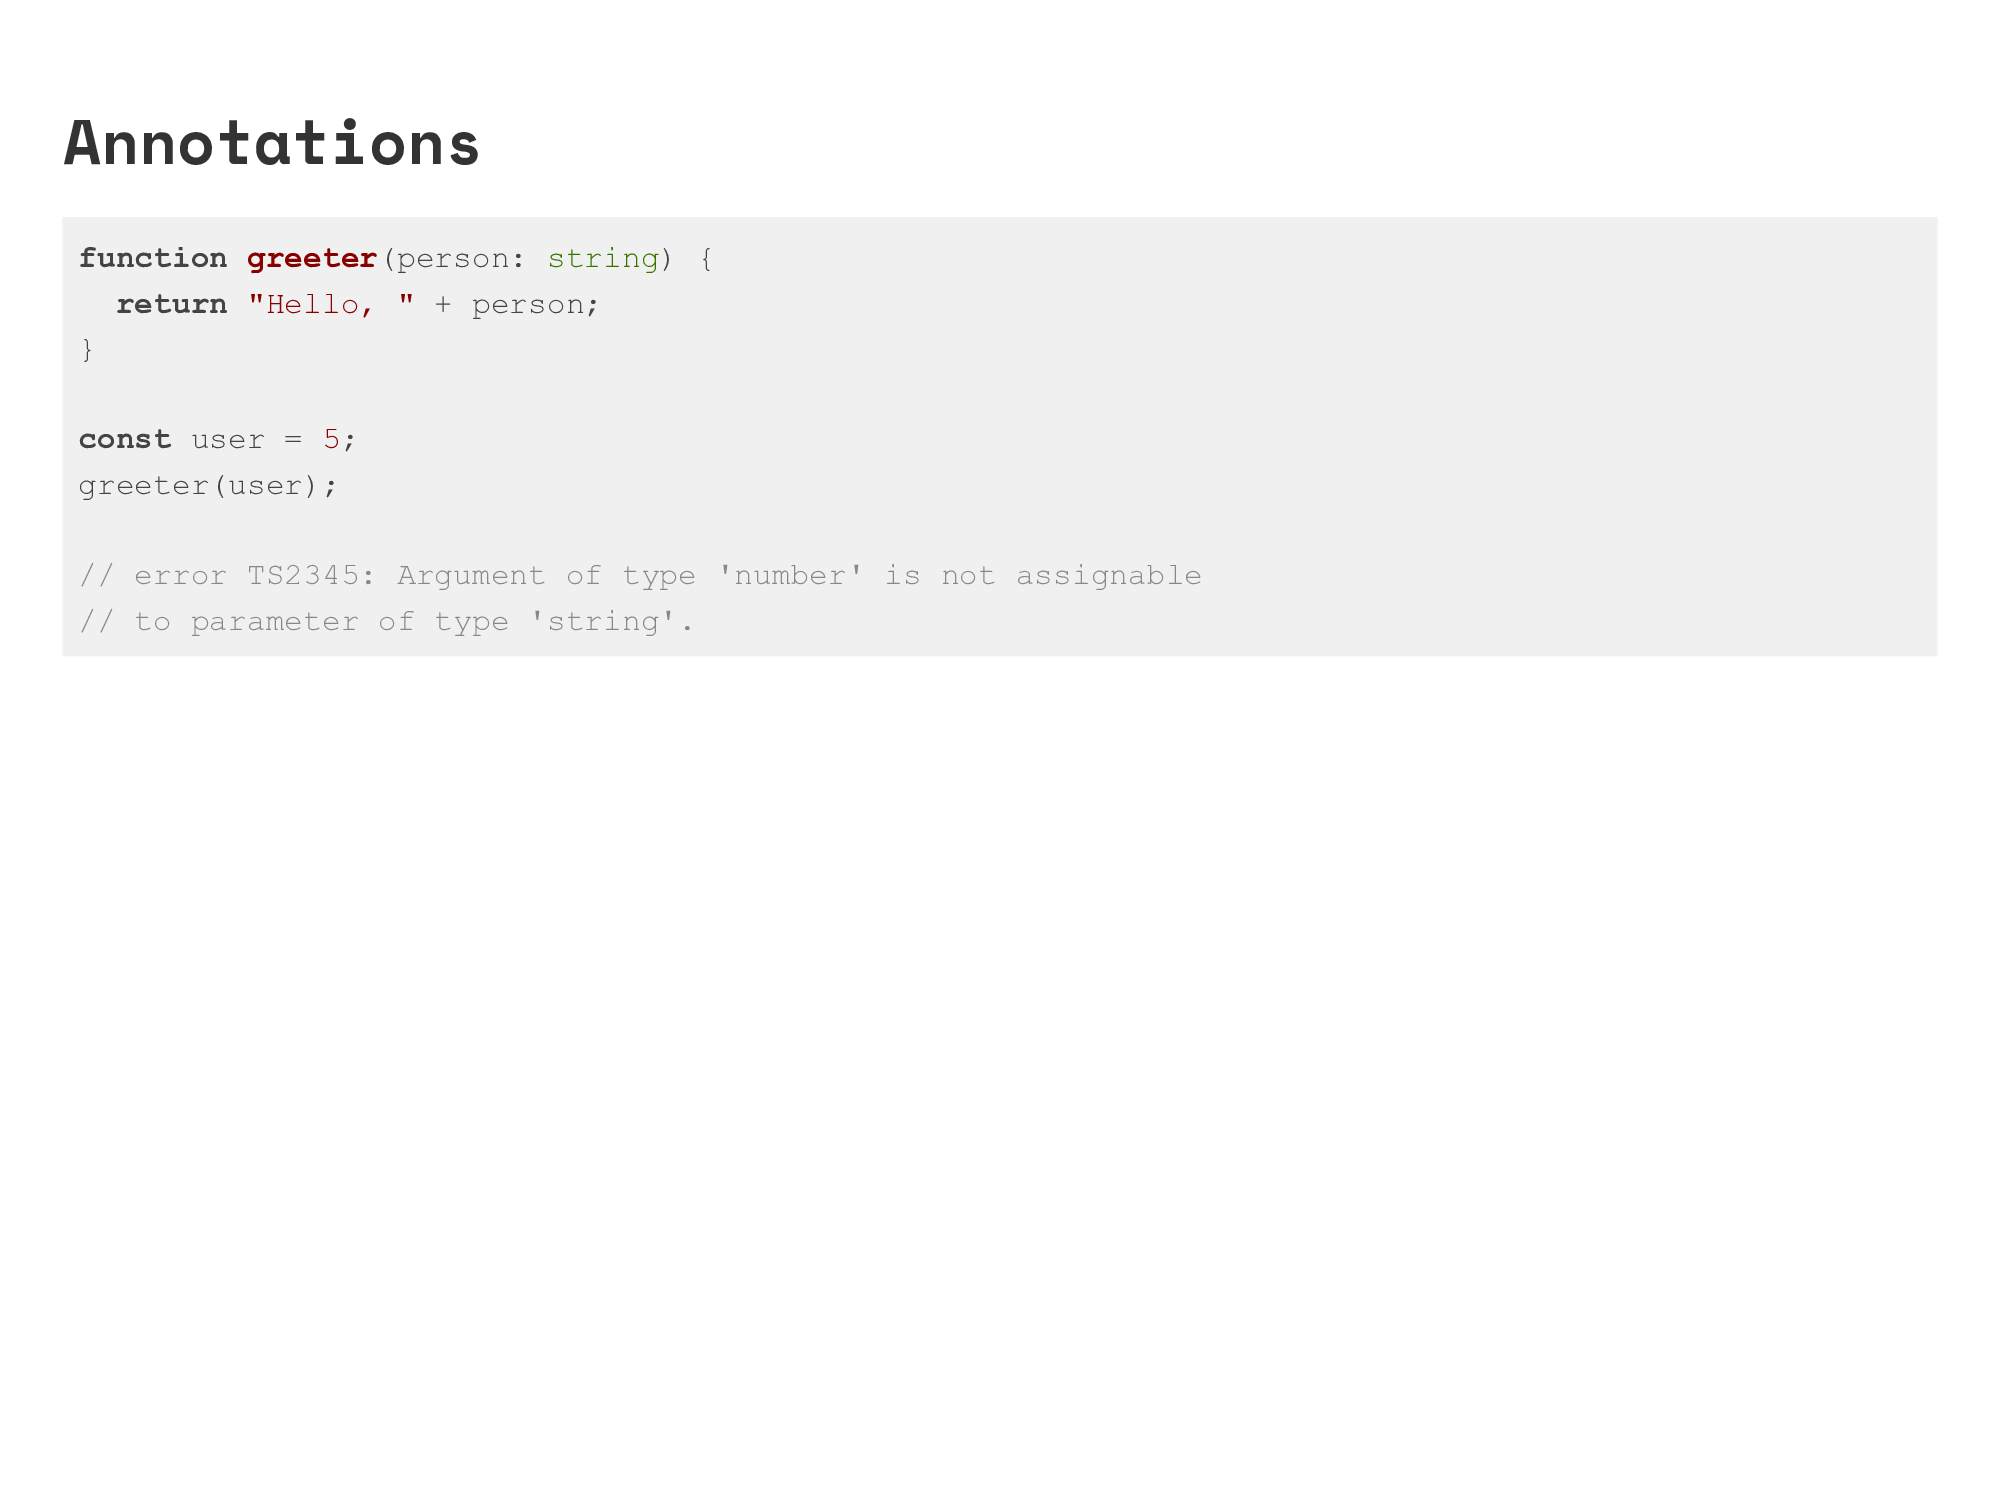 Annotations
function greeter(person: string) {
  return "Hello, " + person;
}
const user = 5;
greeter(user);
// error TS2345: Argument of type 'number' is not assignable
// to parameter of type 'string'.